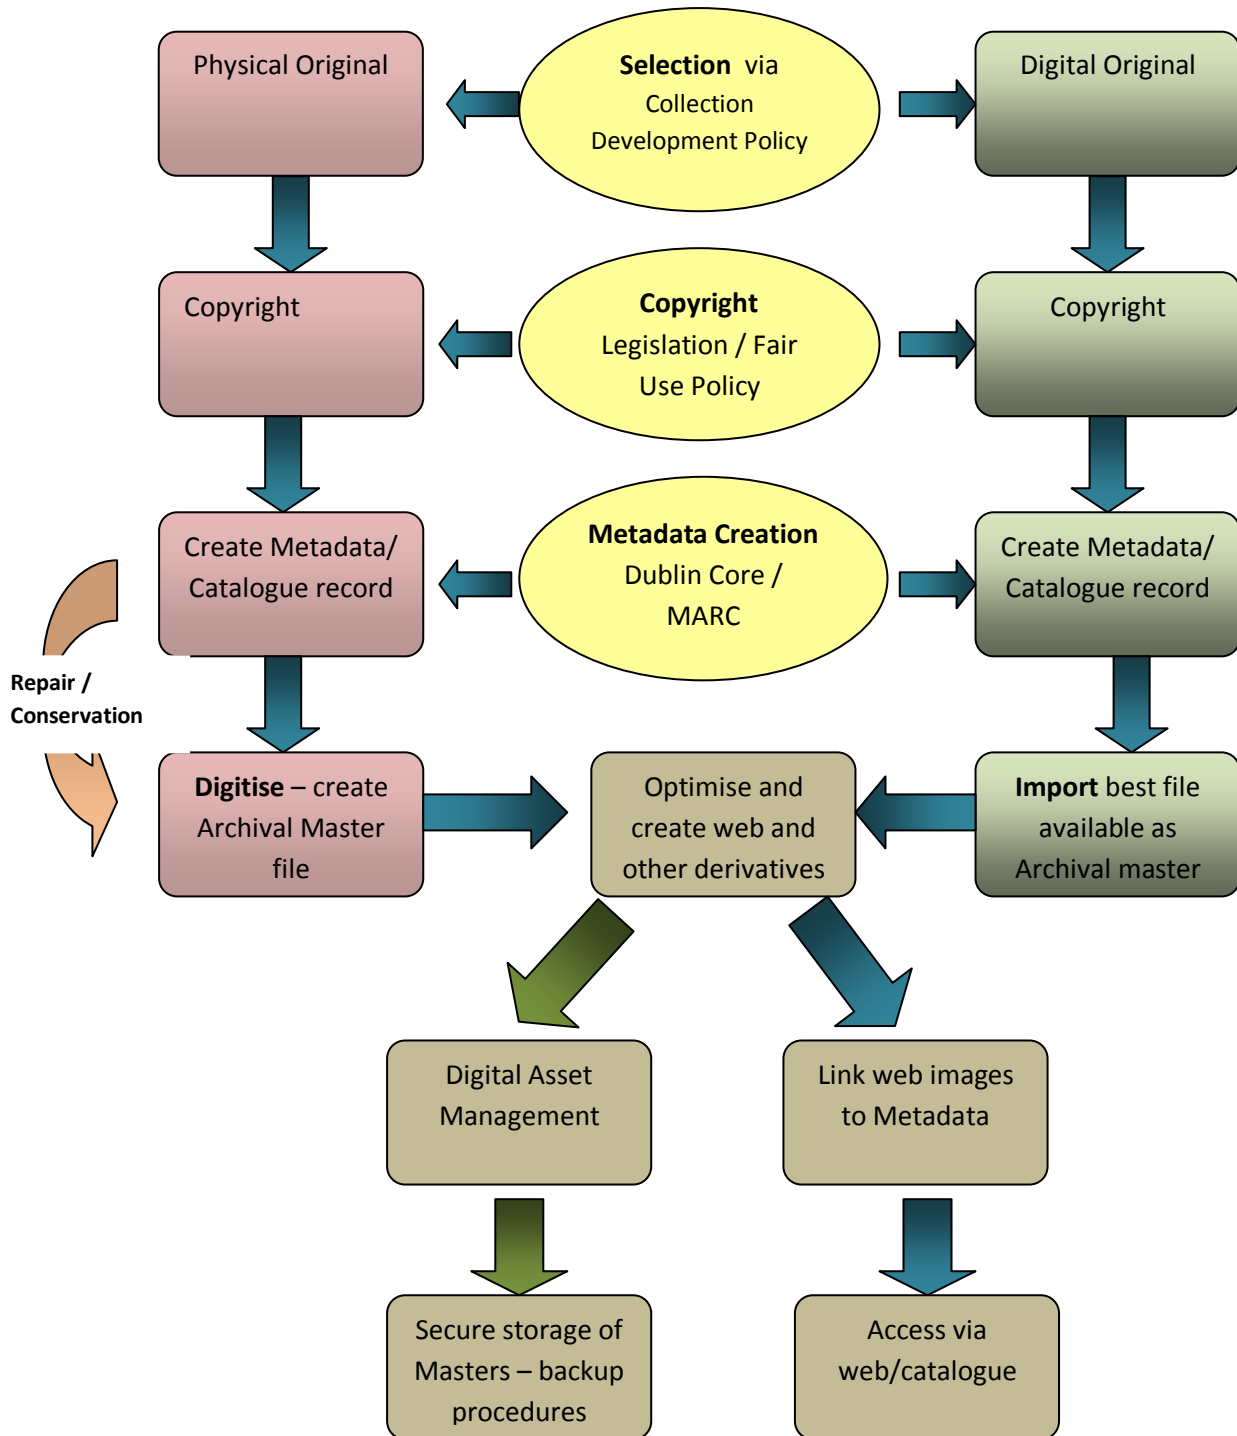 Physical Original
Selection via
Collection
Development Policy
Digital Original
Copyright
Copyright
Legislation / Fair
Use Policy
Copyright
Create Metadata/
Catalogue record
Metadata Creation
Dublin Core /
MARC
Create Metadata/
Catalogue record
Repair /
Conservation
Digitise – create
Archival Master
file
Optimise and
create web and
other derivatives
Import best file
available as
Archival master
Digital Asset
Management
Link web images
to Metadata
Secure storage of
Masters – backup
procedures
Access via
web/catalogue